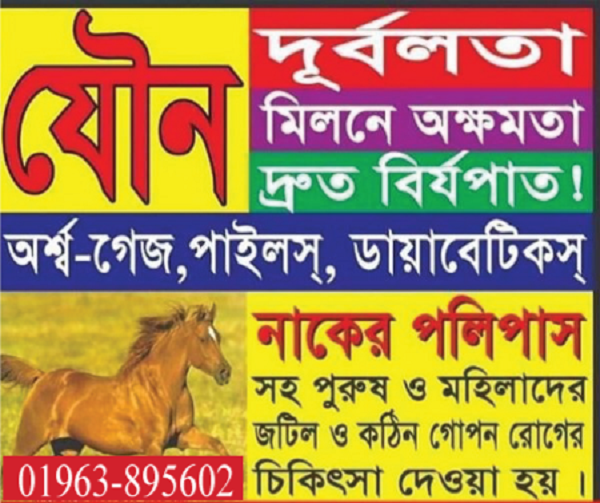 যৌন
দূর্বলতা
মিলনে অক্ষমতা
দ্রুত বির্যপাত!
অর্শ্ব-গেজ,পাইলস্, ডায়াবেটিকস্
নাকের পলিপাস
সহ পুরুষ ও মহিলাদের
জটিল ও কঠিন গোপন রোগের
চিকিৎসা দেওয়া হয় ।
01963-895602